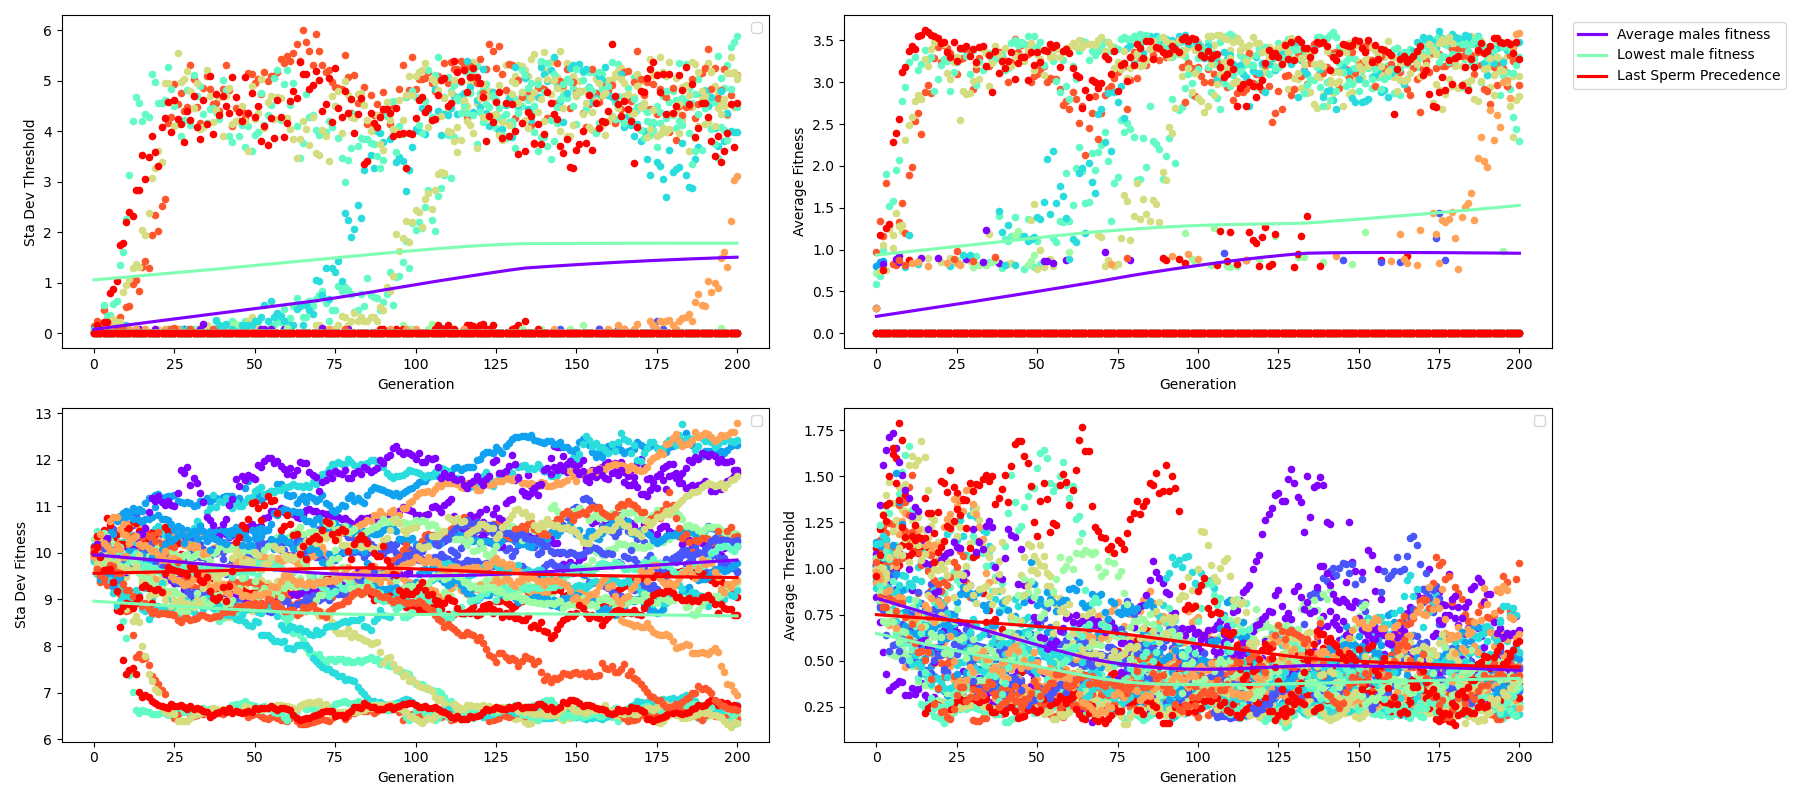 6
5
4
3
2
1
0
Sta Dev Threshold
0 25 50 75 100 125 150 175 200
Generation
3.5
3.0
2.5
2.0
1.5
1.0
0.5
0.0
Average Fitness
0 25 50 75 100 125 150 175 200
Generation
Average males fitness
Lowest male fitness
Last Sperm Precedence
13
12
11
10
9
8
7
6
Sta Dev Fitness
0 25 50 75 100 125 150 175 200
Generation
1.75
1.50
1.25
1.00
0.75
0.50
0.25
Average Threshold
0 25 50 75 100 125 150 175 200
Generation